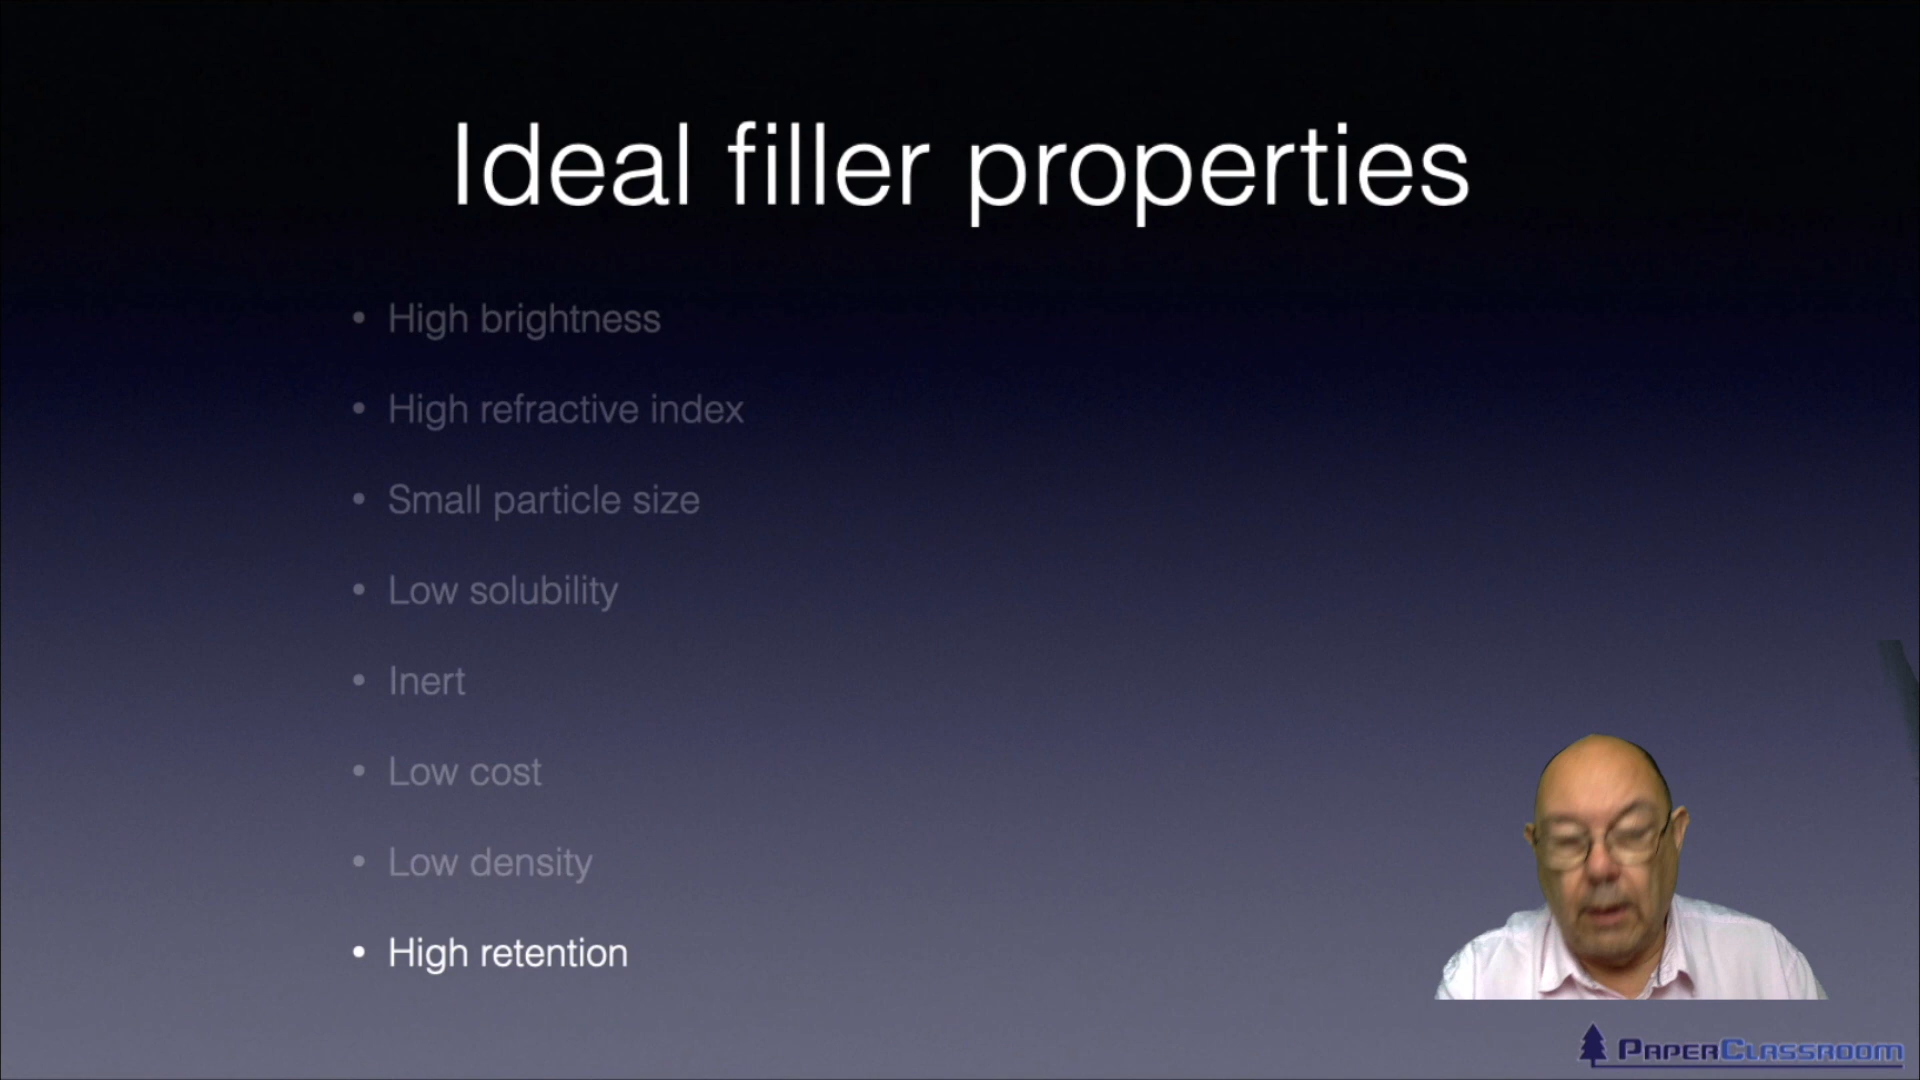 Ideal filler properties
• High brightness
• High refractive index
• Small particle size
• Low solubility
• Inert
• Low cost
• Low density
• High retention
PAPERCLASSROOM